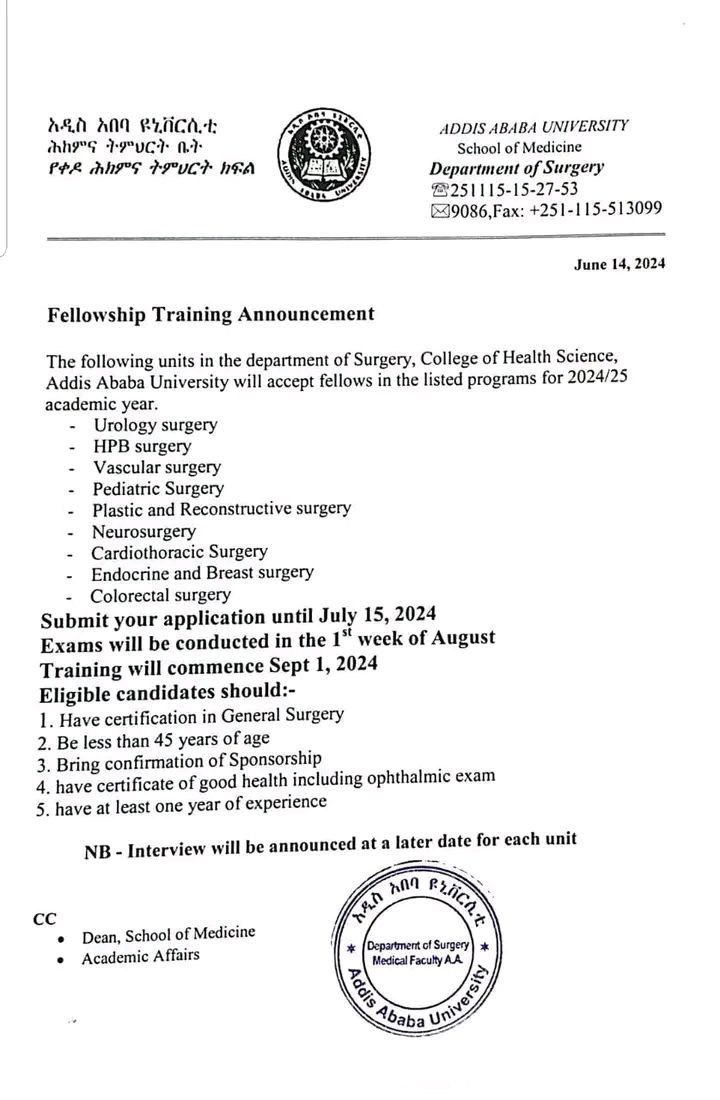 አዲስ አበባ ዩኒቨርሲቲ
ሕክምና ትምህርት ቤት
የቀዶ ሕክምና ትምህርት ክፍል
ADDIS ABABA UNIVERSITY
ADDIS ABABA UNIVERSITY
School of Medicine
Department of Surgery
☎251115-15-27-53
✉9086,Fax: +251-115-513099
June 14, 2024
Fellowship Training Announcement
The following units in the department of Surgery, College of Health Science,
Addis Ababa University will accept fellows in the listed programs for 2024/25
academic year.
- Urology surgery
- HPB surgery
- Vascular surgery
- Pediatric Surgery
- Plastic and Reconstructive surgery
- Neurosurgery
- Cardiothoracic Surgery
- Endocrine and Breast surgery
- Colorectal surgery
Submit your application until July 15, 2024
Exams will be conducted in the 1st week of August
Training will commence Sept 1, 2024
Eligible candidates should:-
1. Have certification in General Surgery
2. Be less than 45 years of age
3. Bring confirmation of Sponsorship
4. have certificate of good health including ophthalmic exam
5. have at least one year of experience
NB - Interview will be announced at a later date for each unit
CC
• Dean, School of Medicine
• Academic Affairs
አዲስ አበባ ዩኒቨርሲቲ
Department of Surgery
Medical Faculty A.A.
Addis Ababa University